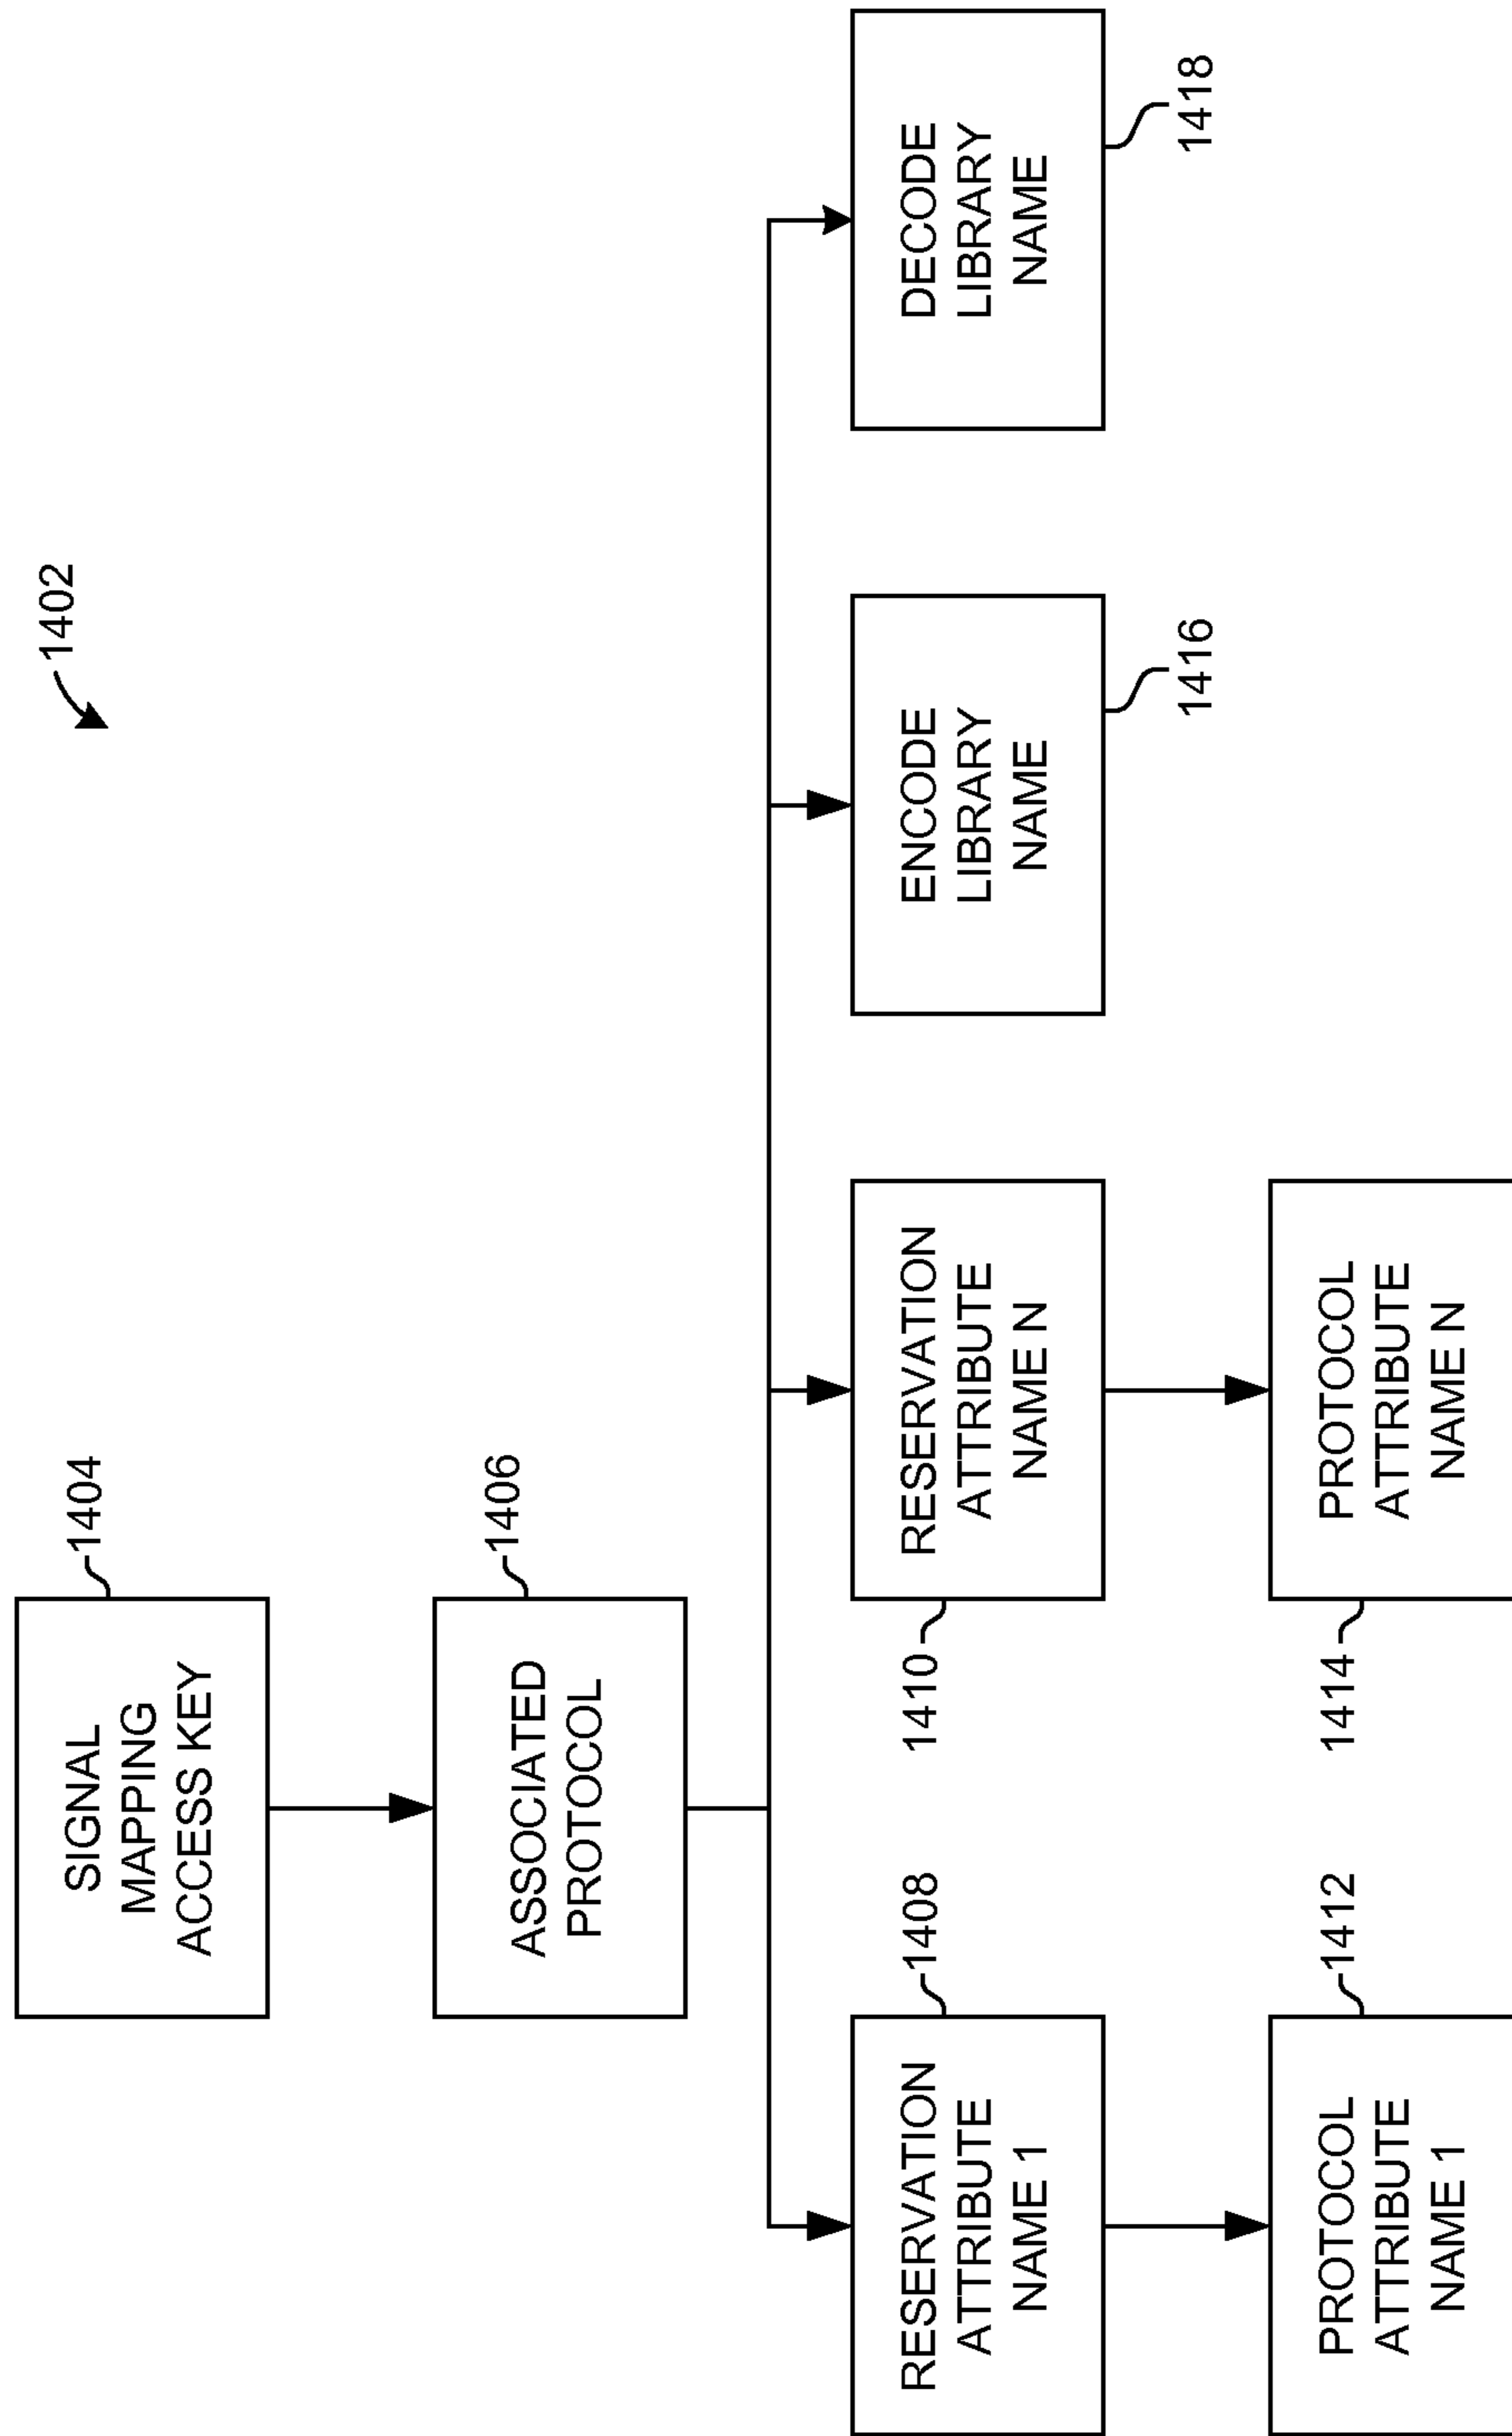 1402
SIGNAL
MAPPING
ACCESS KEY
1404
ASSOCIATED
PROTOCOL
1406
RESERVATION
ATTRIBUTE
NAME 1
1408
RESERVATION
ATTRIBUTE
NAME N
1410
ENCODE
LIBRARY
NAME
1416
DECODE
LIBRARY
NAME
1418
PROTOCOL
ATTRIBUTE
NAME 1
1412
PROTOCOL
ATTRIBUTE
NAME N
1414